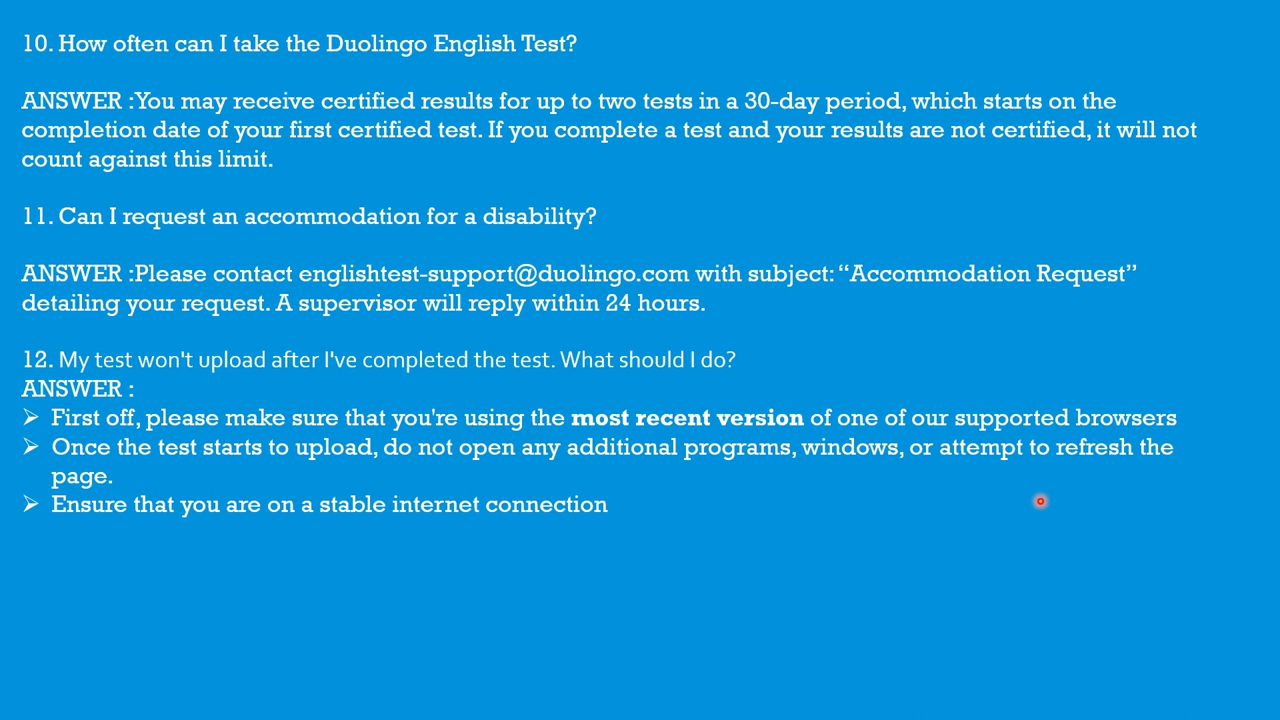 10. How often can I take the Duolingo English Test?
ANSWER :You may receive certified results for up to two tests in a 30-day period, which starts on the
completion date of your first certified test. If you complete a test and your results are not certified, it will not
count against this limit.
11. Can I request an accommodation for a disability?
ANSWER :Please contact englishtest-support@duolingo.com with subject: “Accommodation Request”
detailing your request. A supervisor will reply within 24 hours.
12. My test won't upload after I've completed the test. What should I do?
ANSWER :
➢ First off, please make sure that you're using the most recent version of one of our supported browsers
➢ Once the test starts to upload, do not open any additional programs, windows, or attempt to refresh the
page.
➢ Ensure that you are on a stable internet connection